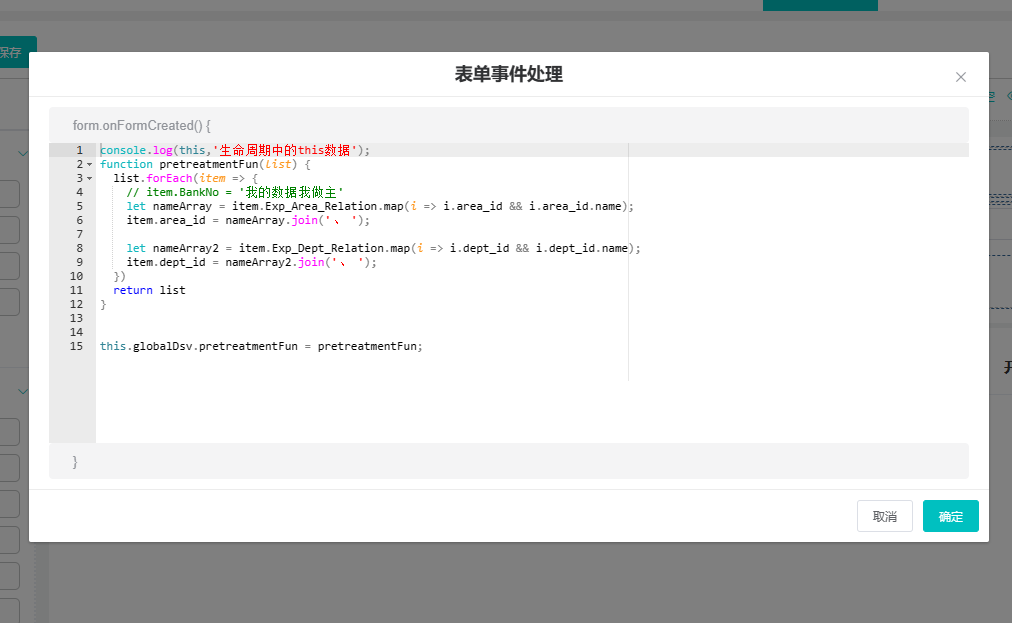 保存
表单事件处理
form.onFormCreated() {
1 console.log(this,'生命周期中的this数据');
2 function pretreatmentFun(list) {
3 list.forEach(item => {
4 // item.BankNo = '我的数据我做主'
5 let nameArray = item.Exp_Area_Relation.map(i => i.area_id && i.area_id.name);
6 item.area_id = nameArray.join('、 ');
7
8 let nameArray2 = item.Exp_Dept_Relation.map(i => i.dept_id && i.dept_id.name);
9 item.dept_id = nameArray2.join('、 ');
10 })
11 return list
12 }
13
14
15 this.globalDsv.pretreatmentFun = pretreatmentFun;
}
取消 确定